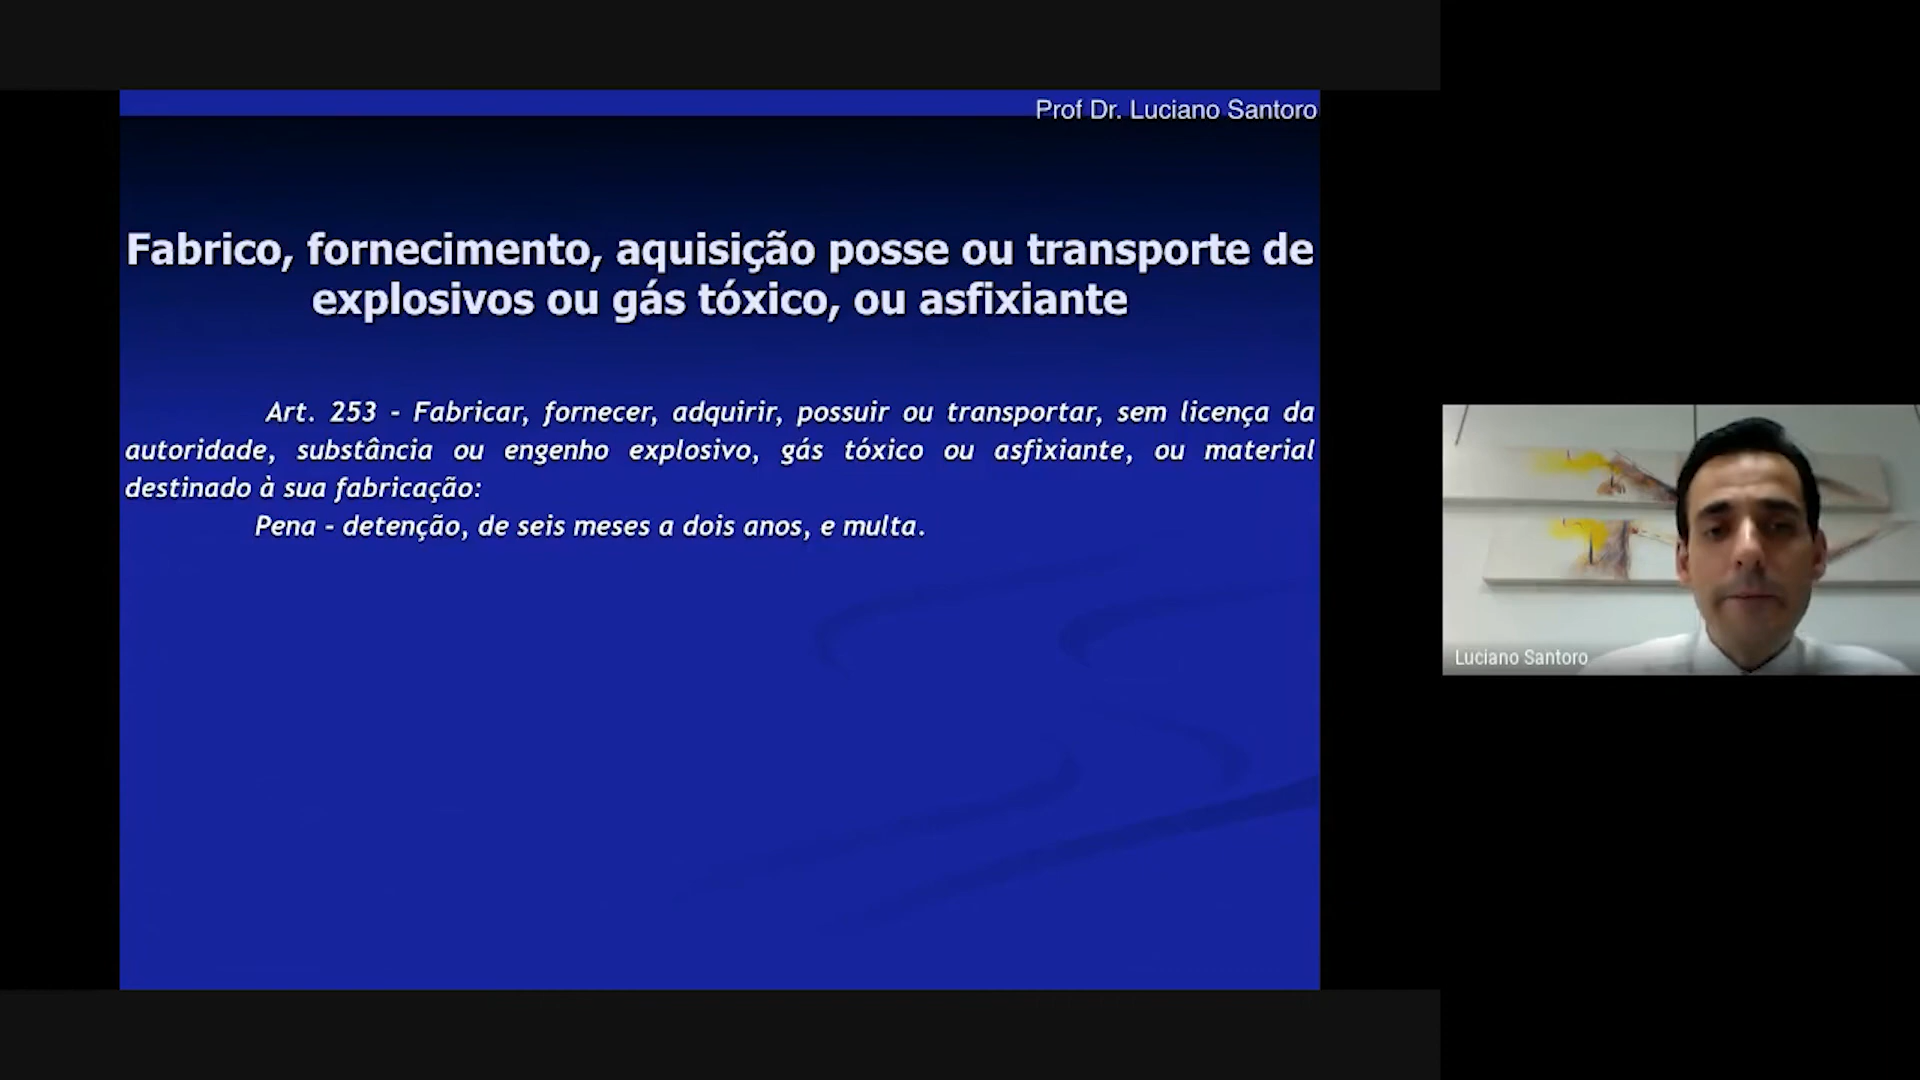 Prof Dr. Luciano Santoro
Fabrico, fornecimento, aquisição posse ou transporte de
explosivos ou gás tóxico, ou asfixiante
Art. 253 - Fabricar, fornecer, adquirir, possuir ou transportar, sem licença da
autoridade, substância ou engenho explosivo, gás tóxico ou asfixiante, ou material
destinado à sua fabricação:
Pena - detenção, de seis meses a dois anos, e multa.
Luciano Santoro